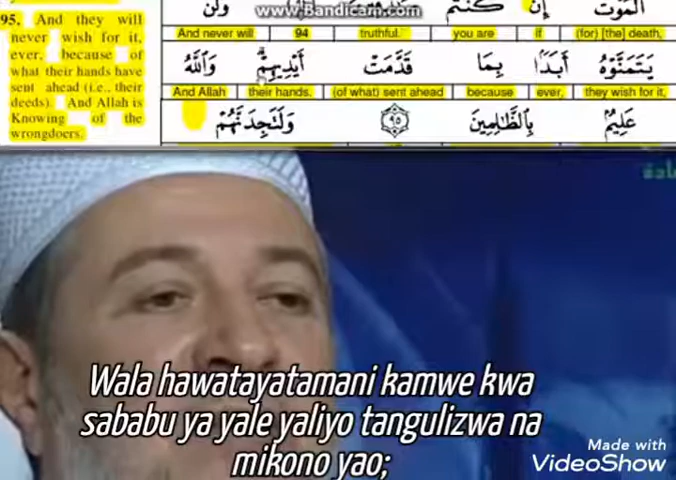 95. And they will
never wish for it,
ever, because of
what their hands have
sent ahead (i.e., their
deeds). And Allah is
Knowing of the
wrongdoers.
www.Bandicam.com
الْمَوْتَ إِن كُنتُمْ وَلَن
And never will 94 truthful. you are if (for) [the] death,
يَتَمَنَّوْهُ أَبَدًۢا بِمَا قَدَّمَتْ أَيْدِيهِمْ ۗ وَاللَّهُ
And Allah their hands. (of what) sent ahead because ever, they wish for it,
عَلِيمٌ بِالظَّالِمِينَ ٩٥ وَلَتَجِدَنَّهُمْ
Wala hawatayatamani kamwe kwa
sababu ya yale yaliyo tangulizwa na
mikono yao;
Made with
VideoShow